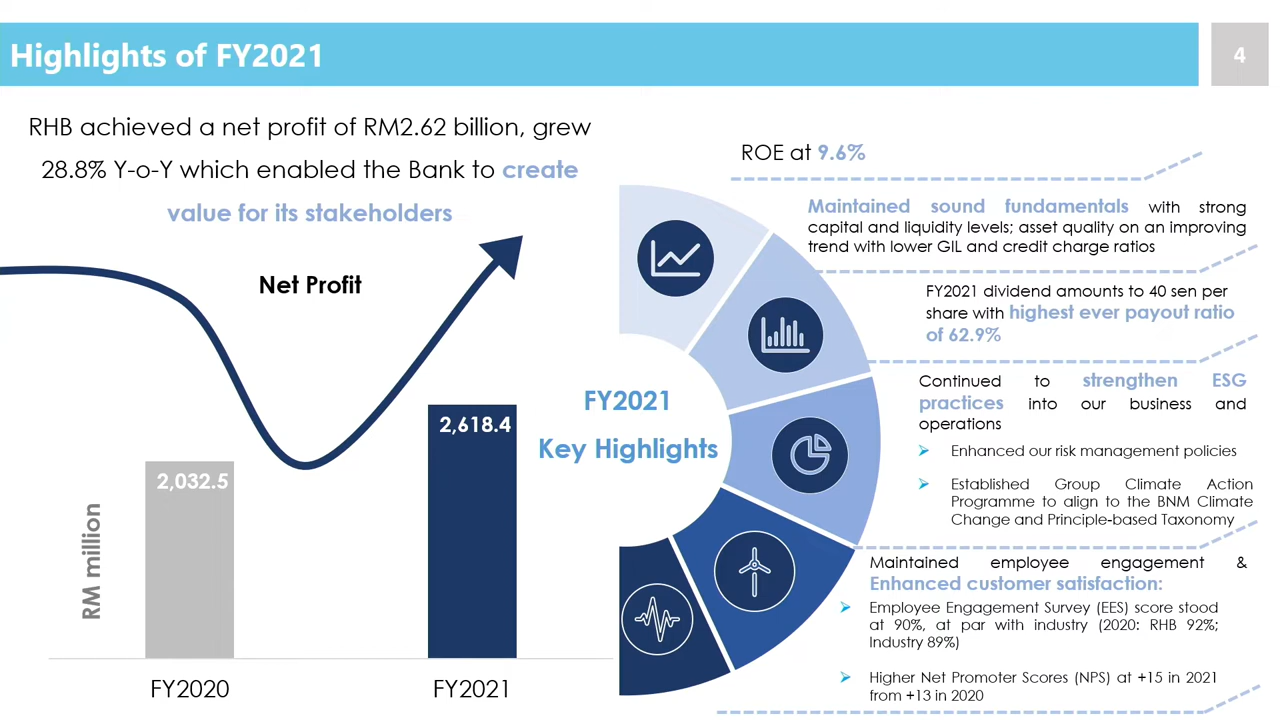 Highlights of FY2021
4
RHB achieved a net profit of RM2.62 billion, grew
28.8% Y-o-Y which enabled the Bank to create
value for its stakeholders
Net Profit
RM million
2,032.5
2,618.4
FY2020
FY2021
FY2021
Key Highlights
ROE at 9.6%
Maintained sound fundamentals with strong
capital and liquidity levels; asset quality on an improving
trend with lower GIL and credit charge ratios
FY2021 dividend amounts to 40 sen per
share with highest ever payout ratio
of 62.9%
Continued to strengthen ESG
practices into our business and
operations
Enhanced our risk management policies
Established Group Climate Action
Programme to align to the BNM Climate
Change and Principle-based Taxonomy
Maintained employee engagement &
Enhanced customer satisfaction:
Employee Engagement Survey (EES) score stood
at 90%, at par with industry (2020: RHB 92%;
Industry 89%)
Higher Net Promoter Scores (NPS) at +15 in 2021
from +13 in 2020